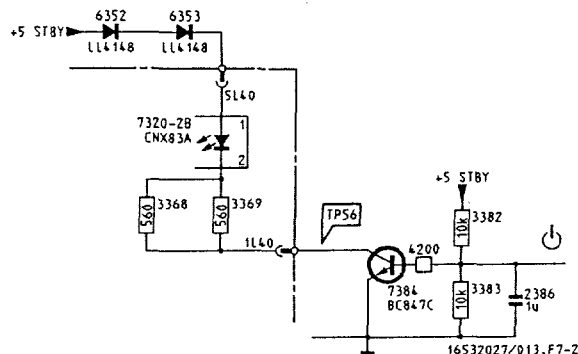 6352
6353
+5 STBY
LL4148
LL4148
5L40
7320-2B
CNX83A
1
2
560
3368
560
3369
1L40
TP56
+5 STBY
10k
3382
4200
7384
BC847C
10k
3383
2386
1u
16532027/013.F7-2